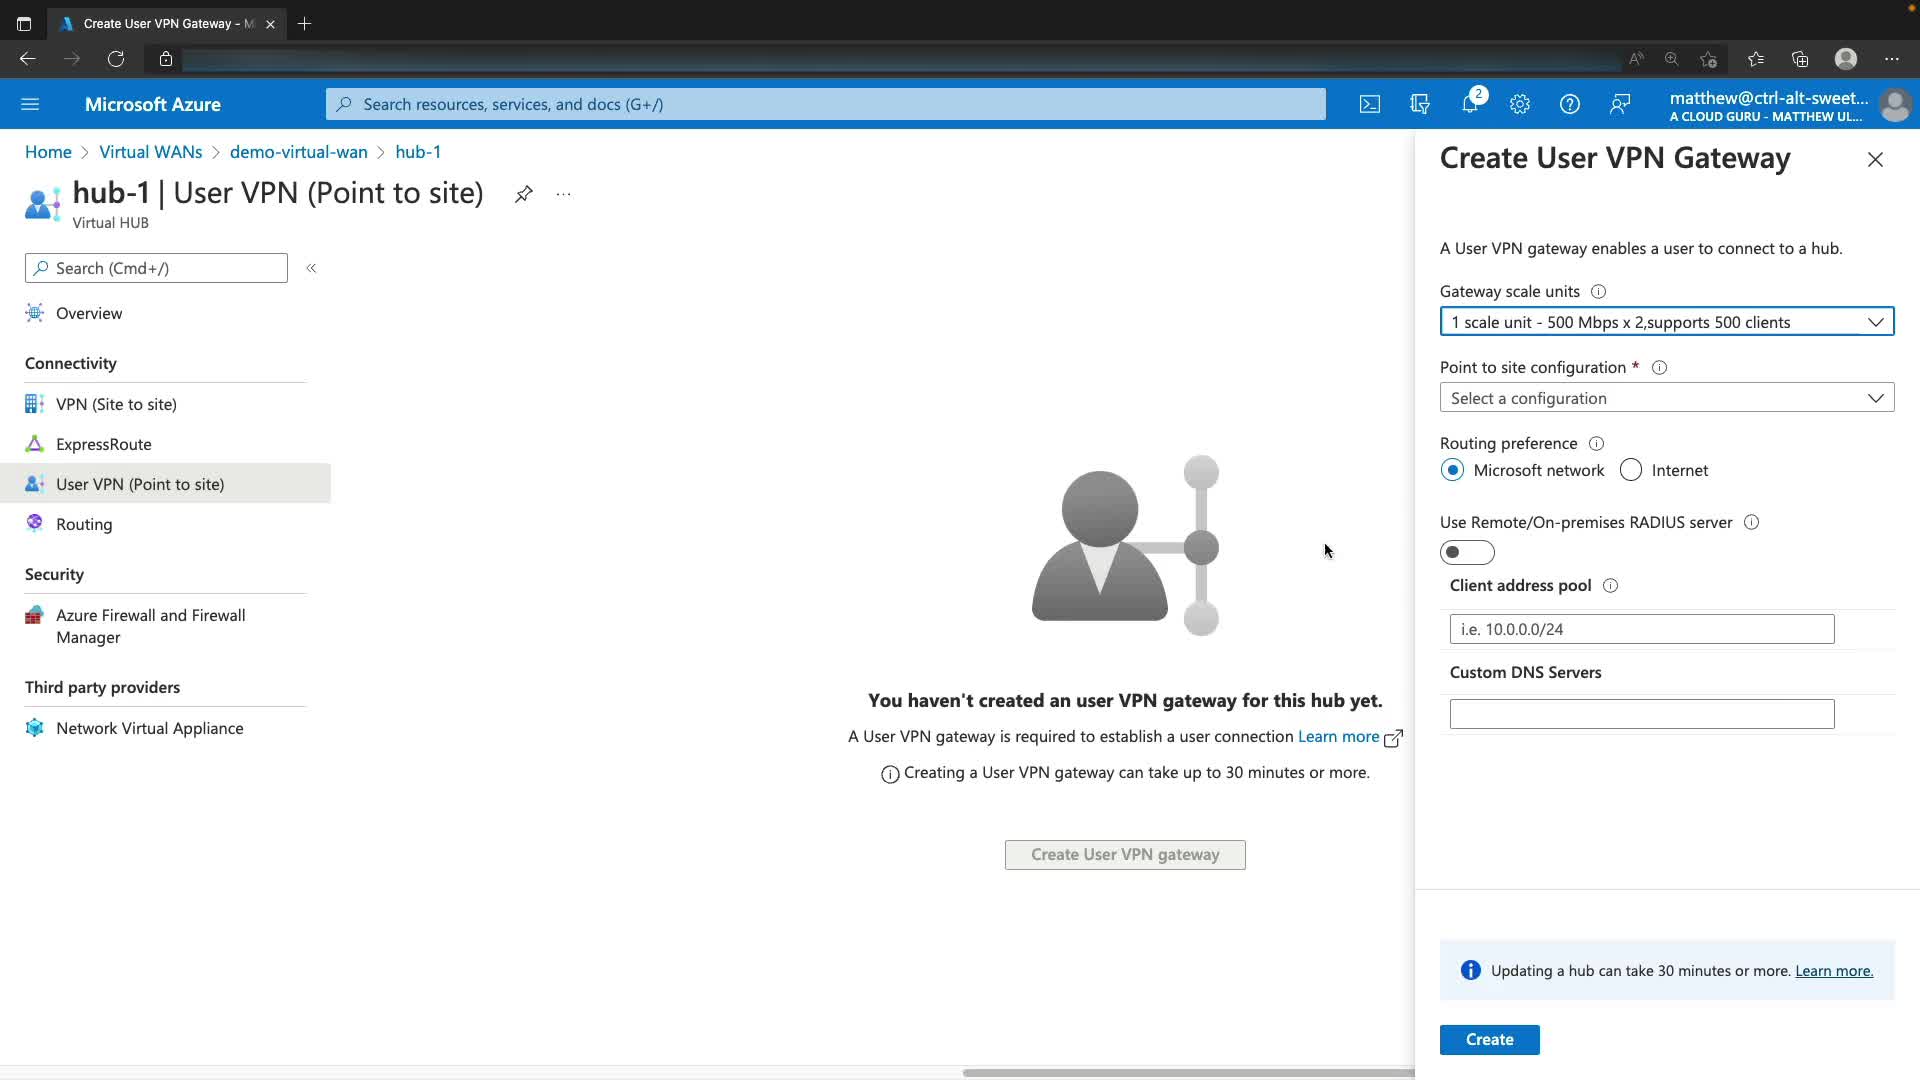 Create User VPN Gateway - M
Microsoft Azure
Search resources, services, and docs (G+/)
2
matthew@ctrl-alt-sweet...
A CLOUD GURU - MATTHEW UL...
Home > Virtual WANs > demo-virtual-wan > hub-1
hub-1 | User VPN (Point to site)
...
Virtual HUB
Search (Cmd+/)
«
Overview
Connectivity
VPN (Site to site)
ExpressRoute
User VPN (Point to site)
Routing
Security
Azure Firewall and Firewall
Manager
Third party providers
Network Virtual Appliance
You haven't created an user VPN gateway for this hub yet.
A User VPN gateway is required to establish a user connection Learn more
Creating a User VPN gateway can take up to 30 minutes or more.
Create User VPN gateway
Create User VPN Gateway
A User VPN gateway enables a user to connect to a hub.
Gateway scale units
1 scale unit - 500 Mbps x 2,supports 500 clients
Point to site configuration *
Select a configuration
Routing preference
Microsoft network Internet
Use Remote/On-premises RADIUS server
Client address pool
i.e. 10.0.0.0/24
Custom DNS Servers
Updating a hub can take 30 minutes or more. Learn more.
Create